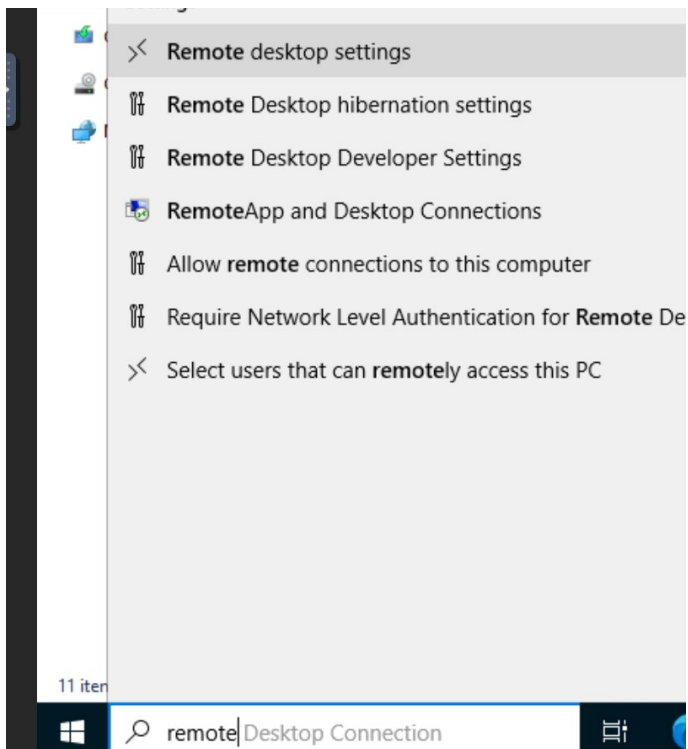 Remote desktop settings
Remote Desktop hibernation settings
Remote Desktop Developer Settings
RemoteApp and Desktop Connections
Allow remote connections to this computer
Require Network Level Authentication for Remote De
Select users that can remotely access this PC
11 iten
remote Desktop Connection